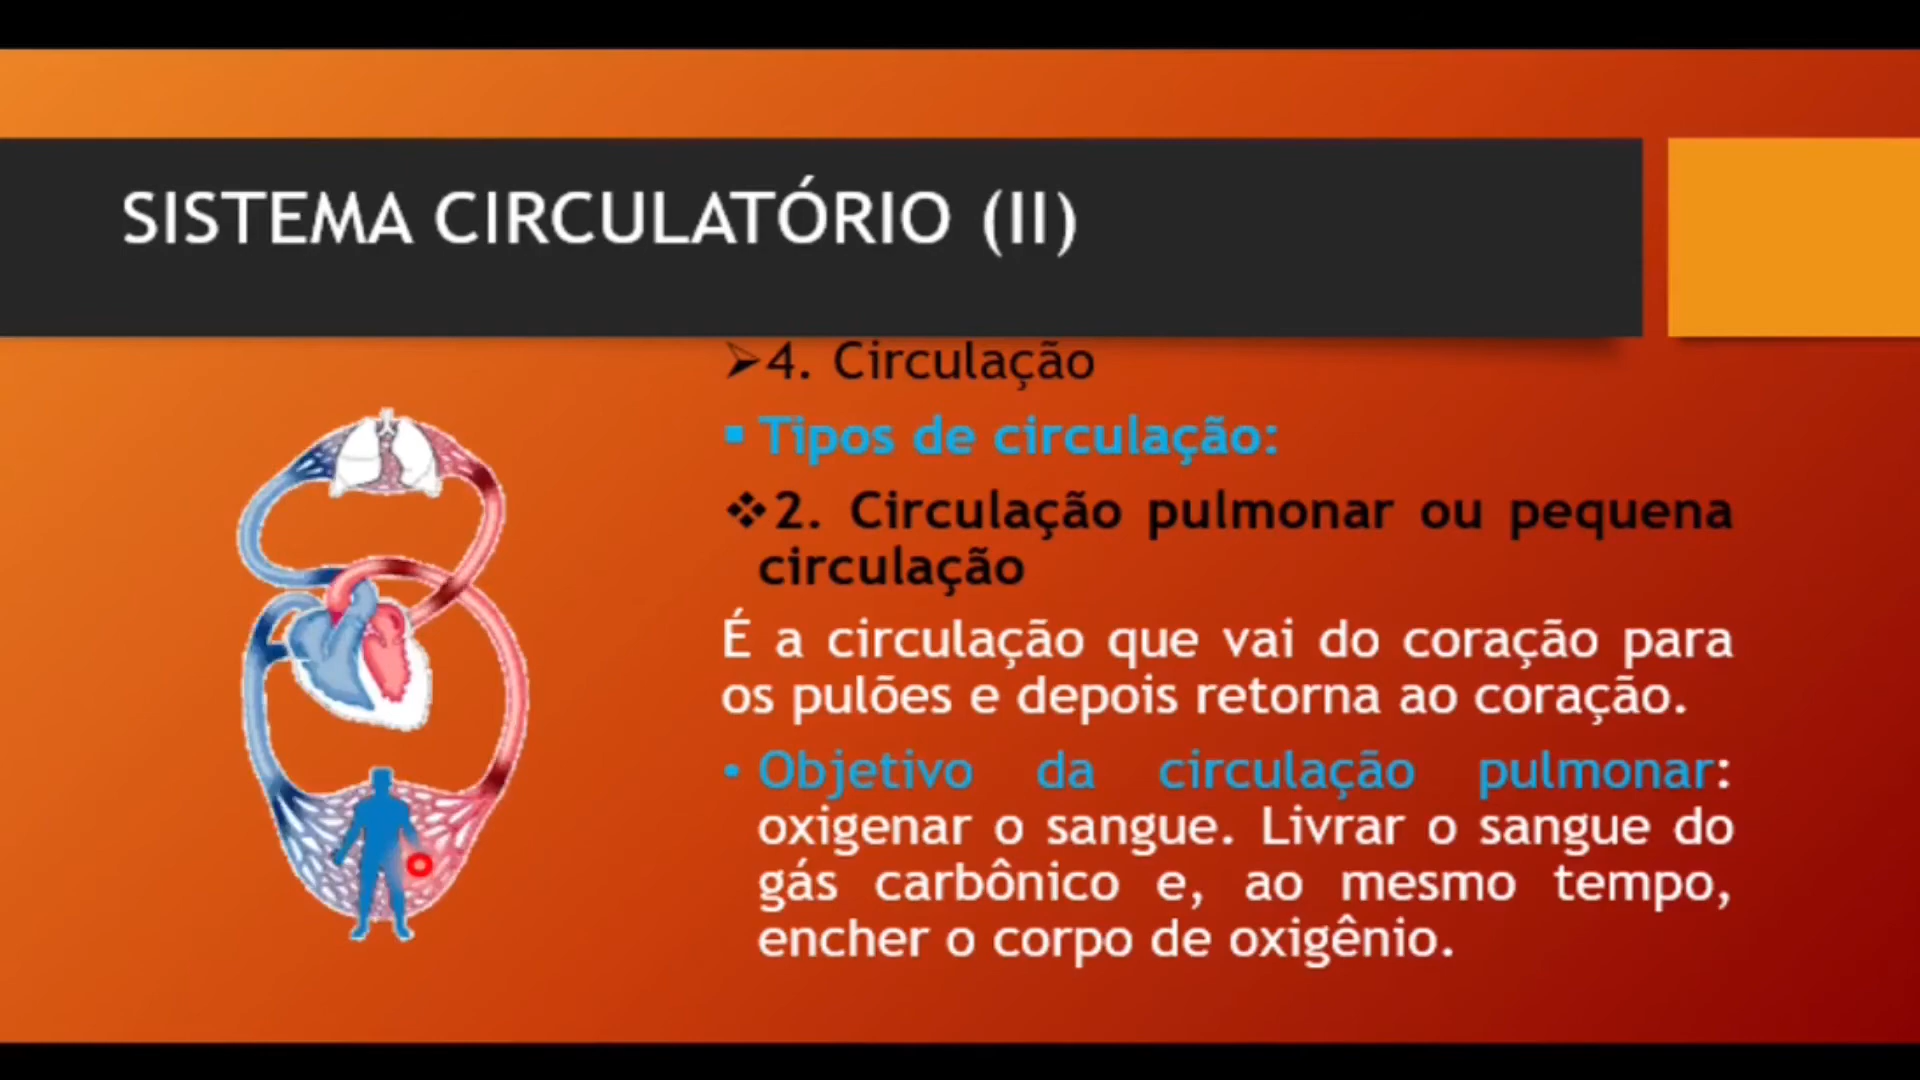 SISTEMA CIRCULATÓRIO (II)
4. Circulação
Tipos de circulação:
2. Circulação pulmonar ou pequena
circulação
É a circulação que vai do coração para
os pulões e depois retorna ao coração.
Objetivo da circulação pulmonar:
oxigenar o sangue. Livrar o sangue do
gás carbônico e, ao mesmo tempo,
encher o corpo de oxigênio.